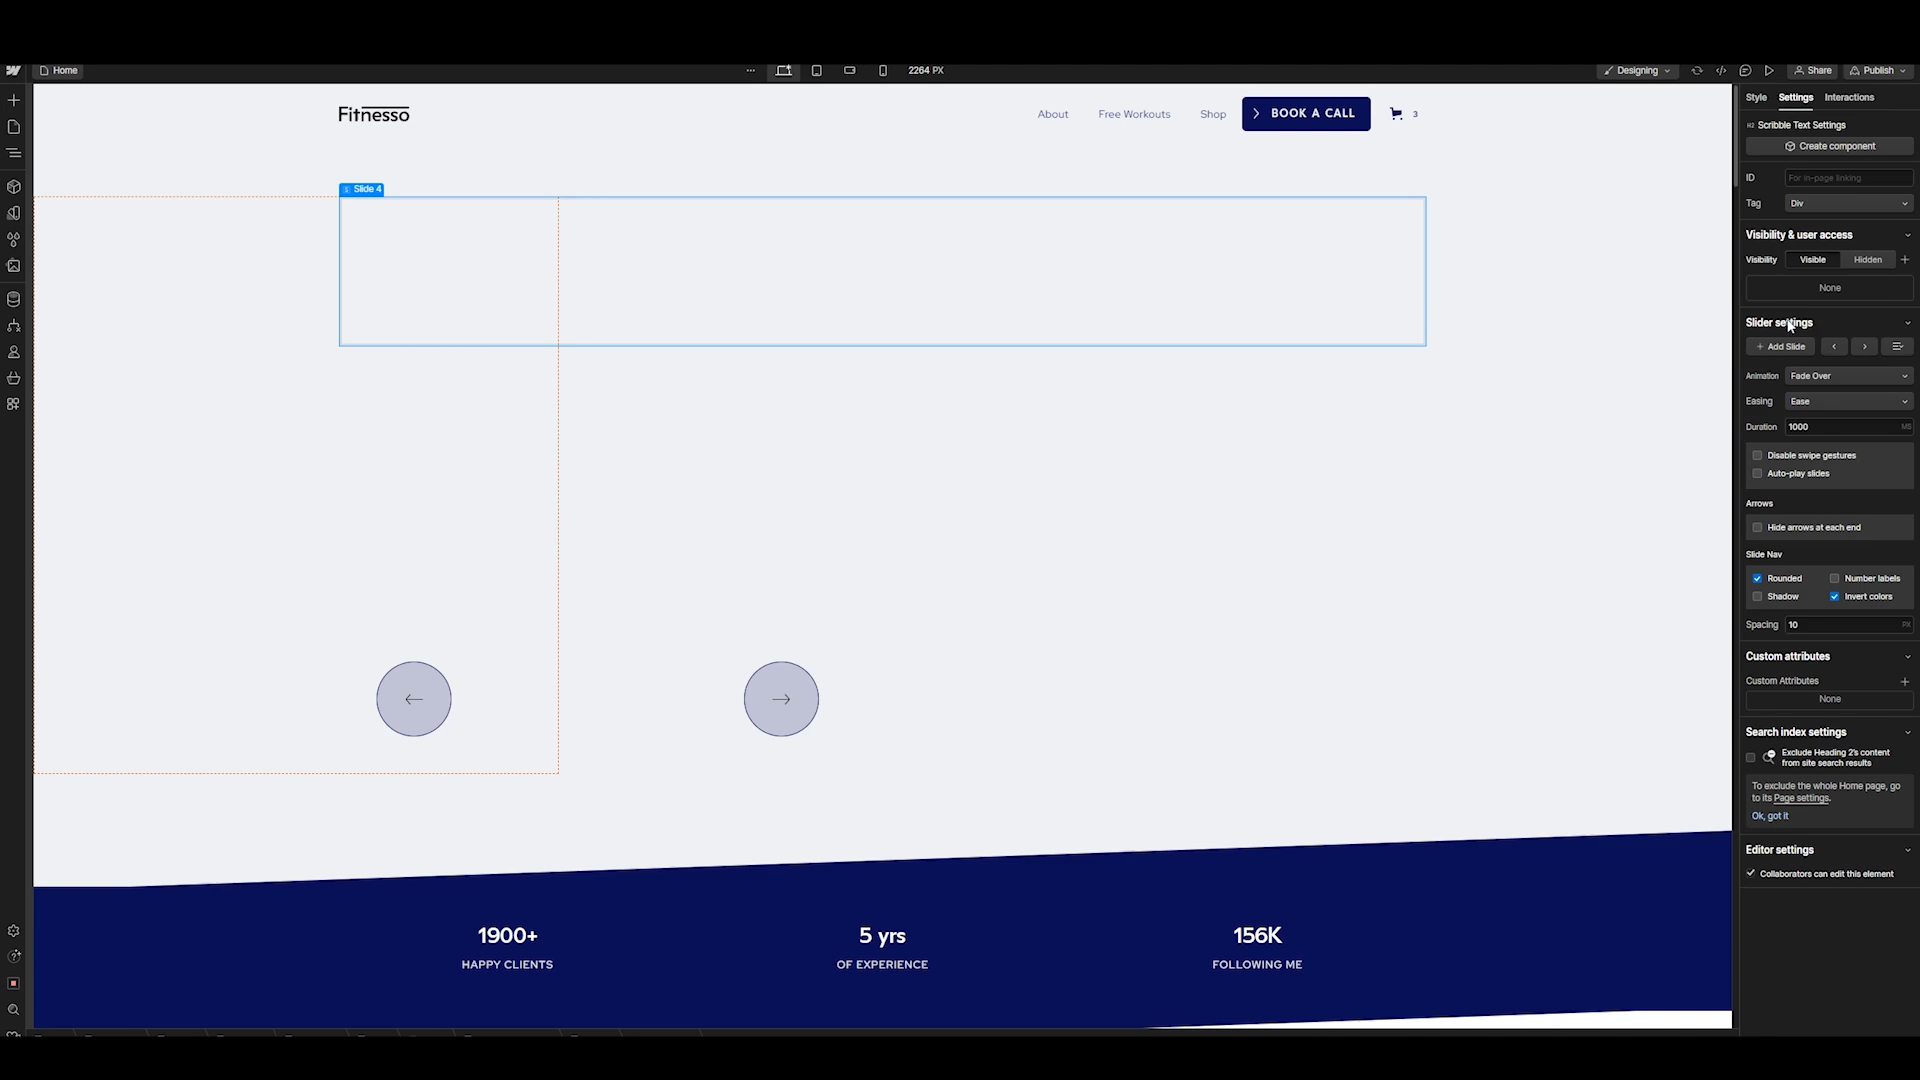 Home
2264 PX
Designing
Share
Publish
Fitnesso
About
Free Workouts
Shop
BOOK A CALL
3
Slide 4
1900+
HAPPY CLIENTS
5 yrs
OF EXPERIENCE
156K
FOLLOWING ME
Style
Settings
Interactions
H2 Scribble Text Settings
Create component
ID
For in-page linking
Tag
Div
Visibility & user access
Visibility
Visible
Hidden
None
Slider settings
Add Slide
Animation
Fade Over
Easing
Ease
Duration
1000
MS
Disable swipe gestures
Auto-play slides
Arrows
Hide arrows at each end
Slide Nav
Rounded
Number labels
Shadow
Invert colors
Spacing
10
PX
Custom attributes
Custom Attributes
None
Search index settings
Exclude Heading 2's content
from site search results
To exclude the whole Home page, go
to its Page settings.
Ok, got it
Editor settings
Collaborators can edit this element